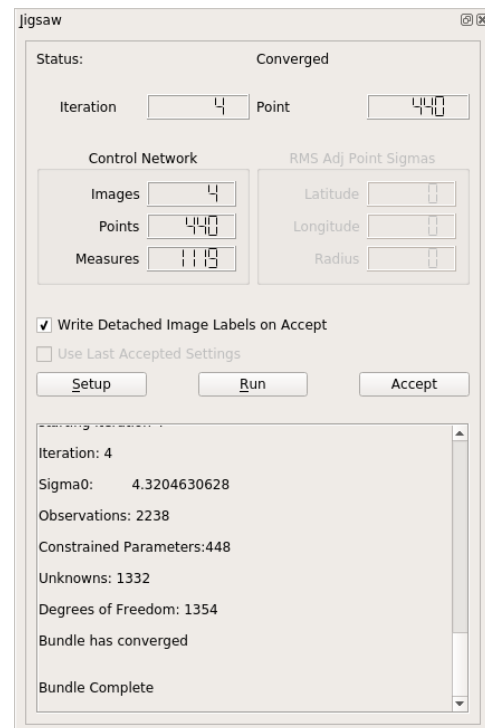 Jigsaw
Status: Converged
Iteration 4 Point 440
Control Network RMS Adj Point Sigmas
Images 4 Latitude 0
Points 440 Longitude 0
Measures 1119 Radius 0
Write Detached Image Labels on Accept
Use Last Accepted Settings
Setup Run Accept
Iteration: 4
Sigma0: 4.3204630628
Observations: 2238
Constrained Parameters:448
Unknowns: 1332
Degrees of Freedom: 1354
Bundle has converged
Bundle Complete